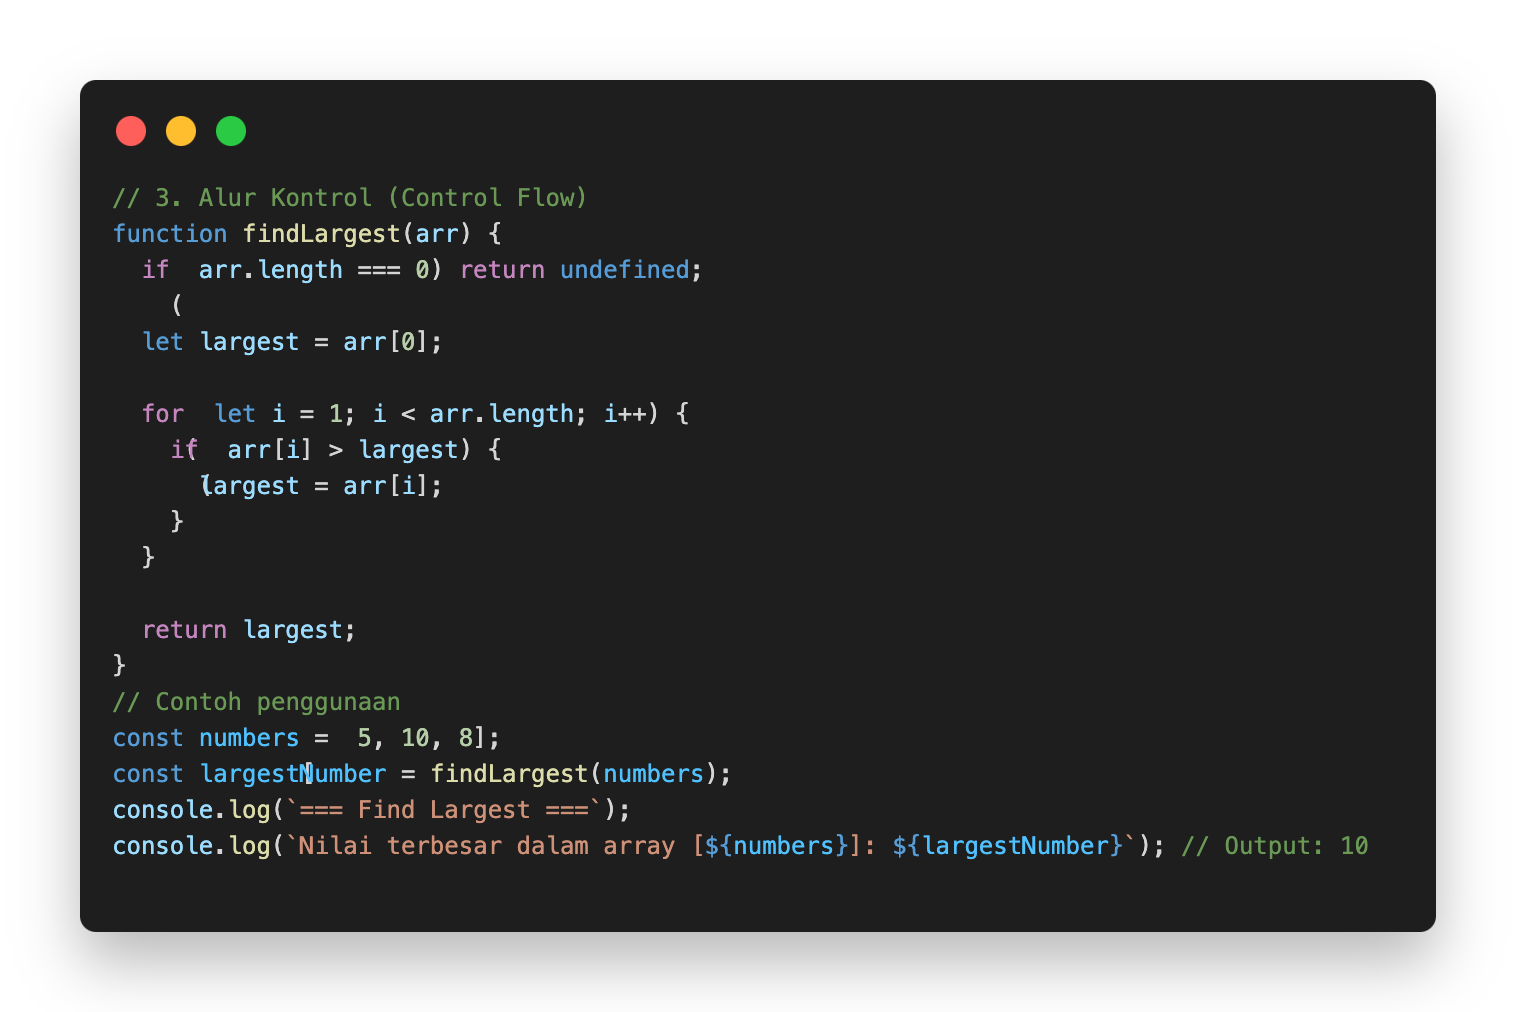 // 3. Alur Kontrol (Control Flow)
function findLargest(arr) {
  if (arr.length === 0) return undefined;
  let largest = arr[0];

  for (let i = 1; i < arr.length; i++) {
    if (arr[i] > largest) {
      largest = arr[i];
    }
  }

  return largest;
}
// Contoh penggunaan
const numbers = [5, 10, 8];
const largestNumber = findLargest(numbers);
console.log(`=== Find Largest ===`);
console.log(`Nilai terbesar dalam array [${numbers}]: ${largestNumber}`); // Output: 10